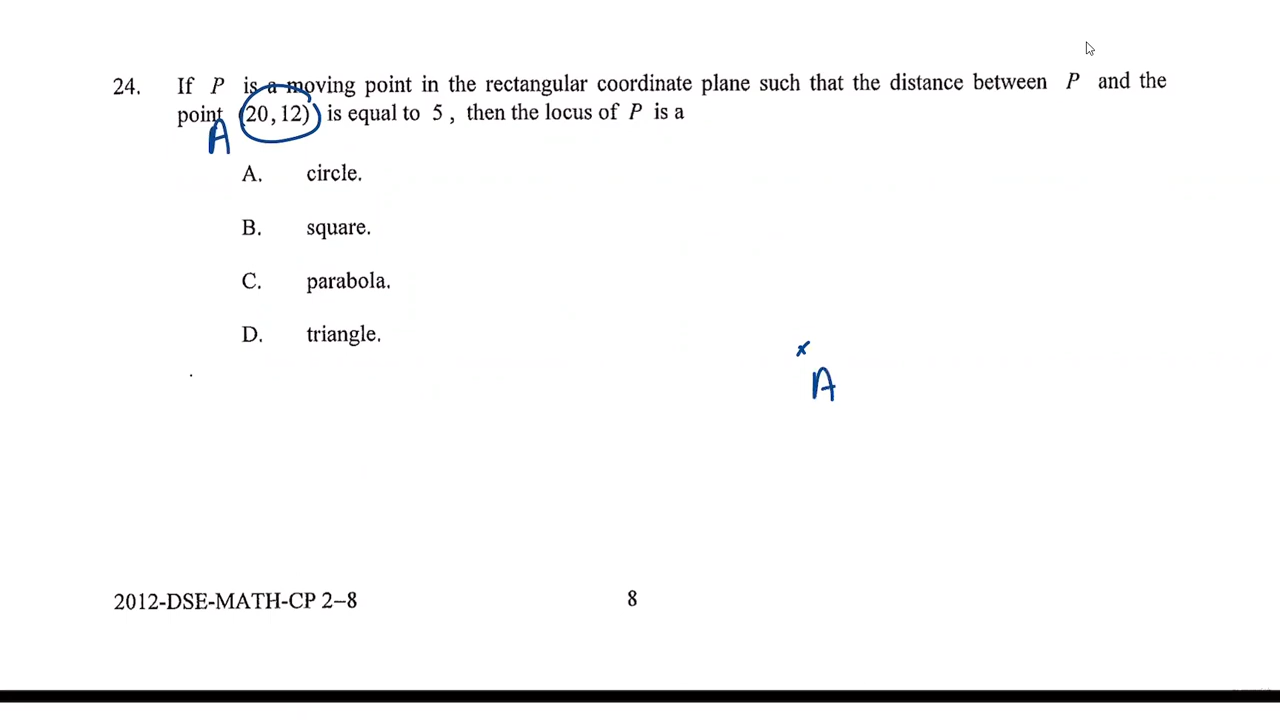 24. If P is a moving point in the rectangular coordinate plane such that the distance between P and the
point (20, 12) is equal to 5 , then the locus of P is a
A
A. circle.
B. square.
C. parabola.
D. triangle.
x
A
2012-DSE-MATH-CP 2–8 8